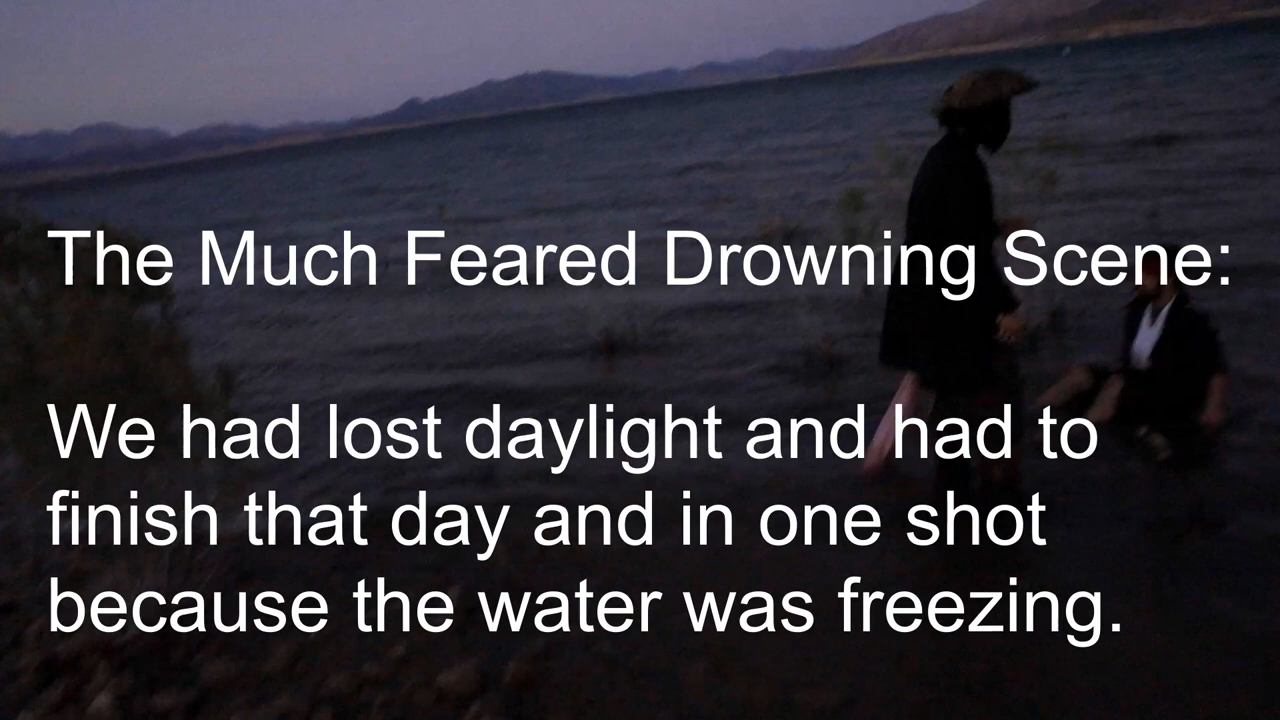 The Much Feared Drowning Scene:
We had lost daylight and had to
finish that day and in one shot
because the water was freezing.